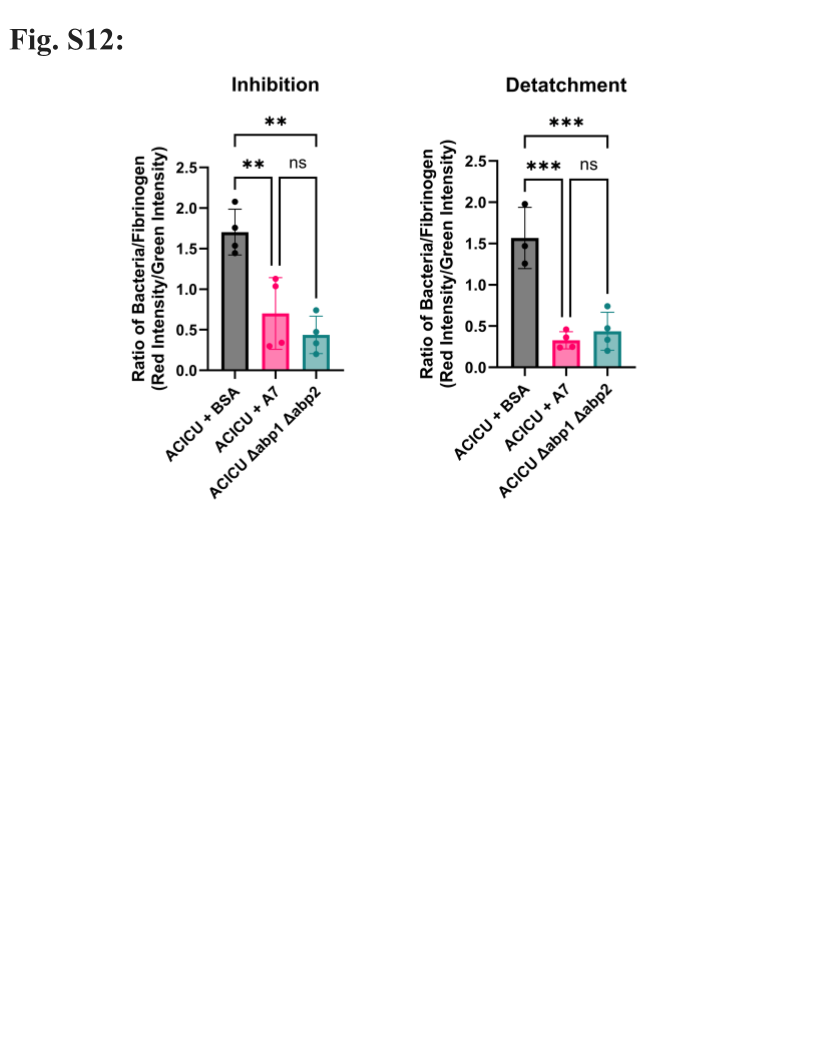 Fig. S12:
Inhibition
Ratio of Bacteria/Fibrinogen
(Red Intensity/Green Intensity)
**
**
ns
2.5
2.0
1.5
1.0
0.5
0.0
ACICU + BSA
ACICU + A7
ACICU Δabp1 Δabp2
Detatchment
Ratio of Bacteria/Fibrinogen
(Red Intensity/Green Intensity)
***
***
ns
2.5
2.0
1.5
1.0
0.5
0.0
ACICU + BSA
ACICU + A7
ACICU Δabp1 Δabp2